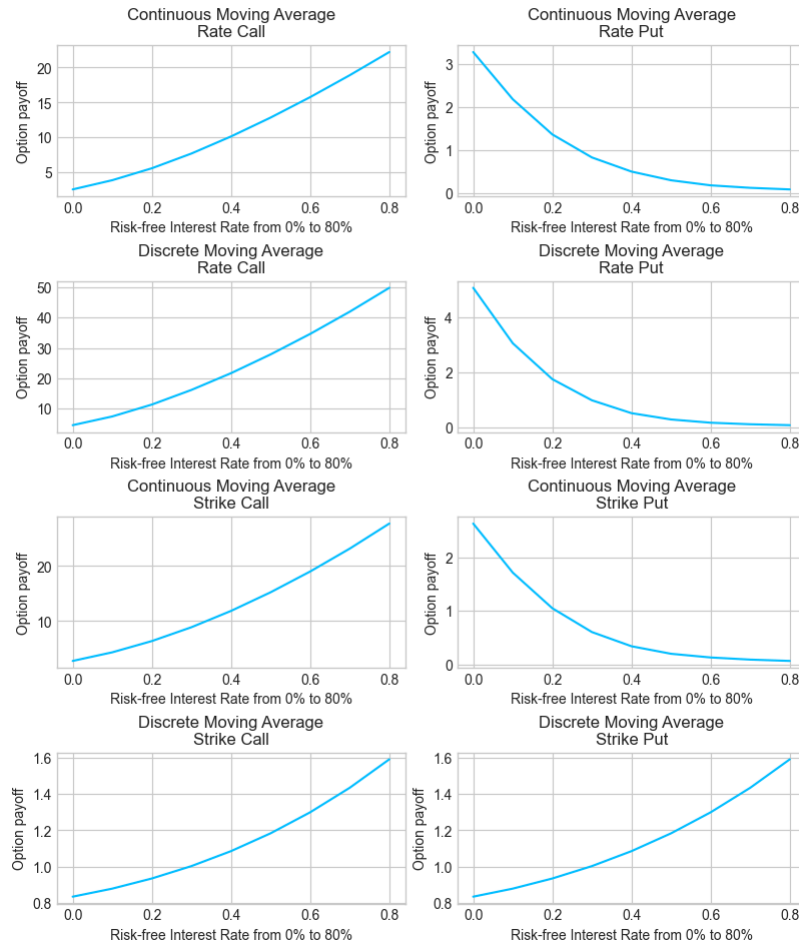 Continuous Moving Average
Rate Call
Option payoff
20
15
10
5
0.0 0.2 0.4 0.6 0.8
Risk-free Interest Rate from 0% to 80%
Continuous Moving Average
Rate Put
Option payoff
3
2
1
0
0.0 0.2 0.4 0.6 0.8
Risk-free Interest Rate from 0% to 80%
Discrete Moving Average
Rate Call
Option payoff
50
40
30
20
10
0.0 0.2 0.4 0.6 0.8
Risk-free Interest Rate from 0% to 80%
Discrete Moving Average
Rate Put
Option payoff
4
2
0
0.0 0.2 0.4 0.6 0.8
Risk-free Interest Rate from 0% to 80%
Continuous Moving Average
Strike Call
Option payoff
20
10
0.0 0.2 0.4 0.6 0.8
Risk-free Interest Rate from 0% to 80%
Continuous Moving Average
Strike Put
Option payoff
2
1
0
0.0 0.2 0.4 0.6 0.8
Risk-free Interest Rate from 0% to 80%
Discrete Moving Average
Strike Call
Option payoff
1.6
1.4
1.2
1.0
0.8
0.0 0.2 0.4 0.6 0.8
Risk-free Interest Rate from 0% to 80%
Discrete Moving Average
Strike Put
Option payoff
1.6
1.4
1.2
1.0
0.8
0.0 0.2 0.4 0.6 0.8
Risk-free Interest Rate from 0% to 80%